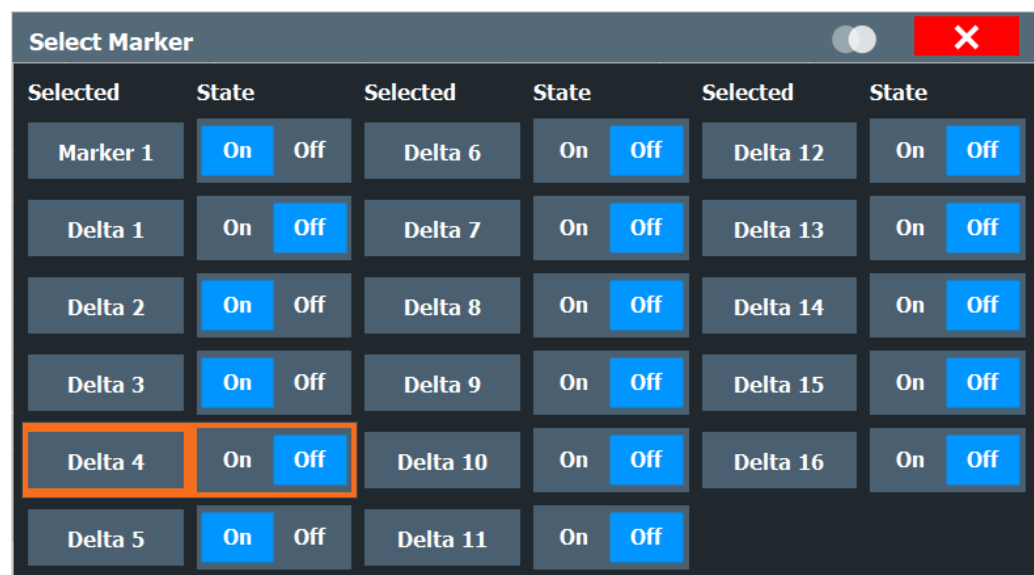 Select Marker
Selected State Selected State Selected State
Marker 1 On Off Delta 6 On Off Delta 12 On Off
Delta 1 On Off Delta 7 On Off Delta 13 On Off
Delta 2 On Off Delta 8 On Off Delta 14 On Off
Delta 3 On Off Delta 9 On Off Delta 15 On Off
Delta 4 On Off Delta 10 On Off Delta 16 On Off
Delta 5 On Off Delta 11 On Off